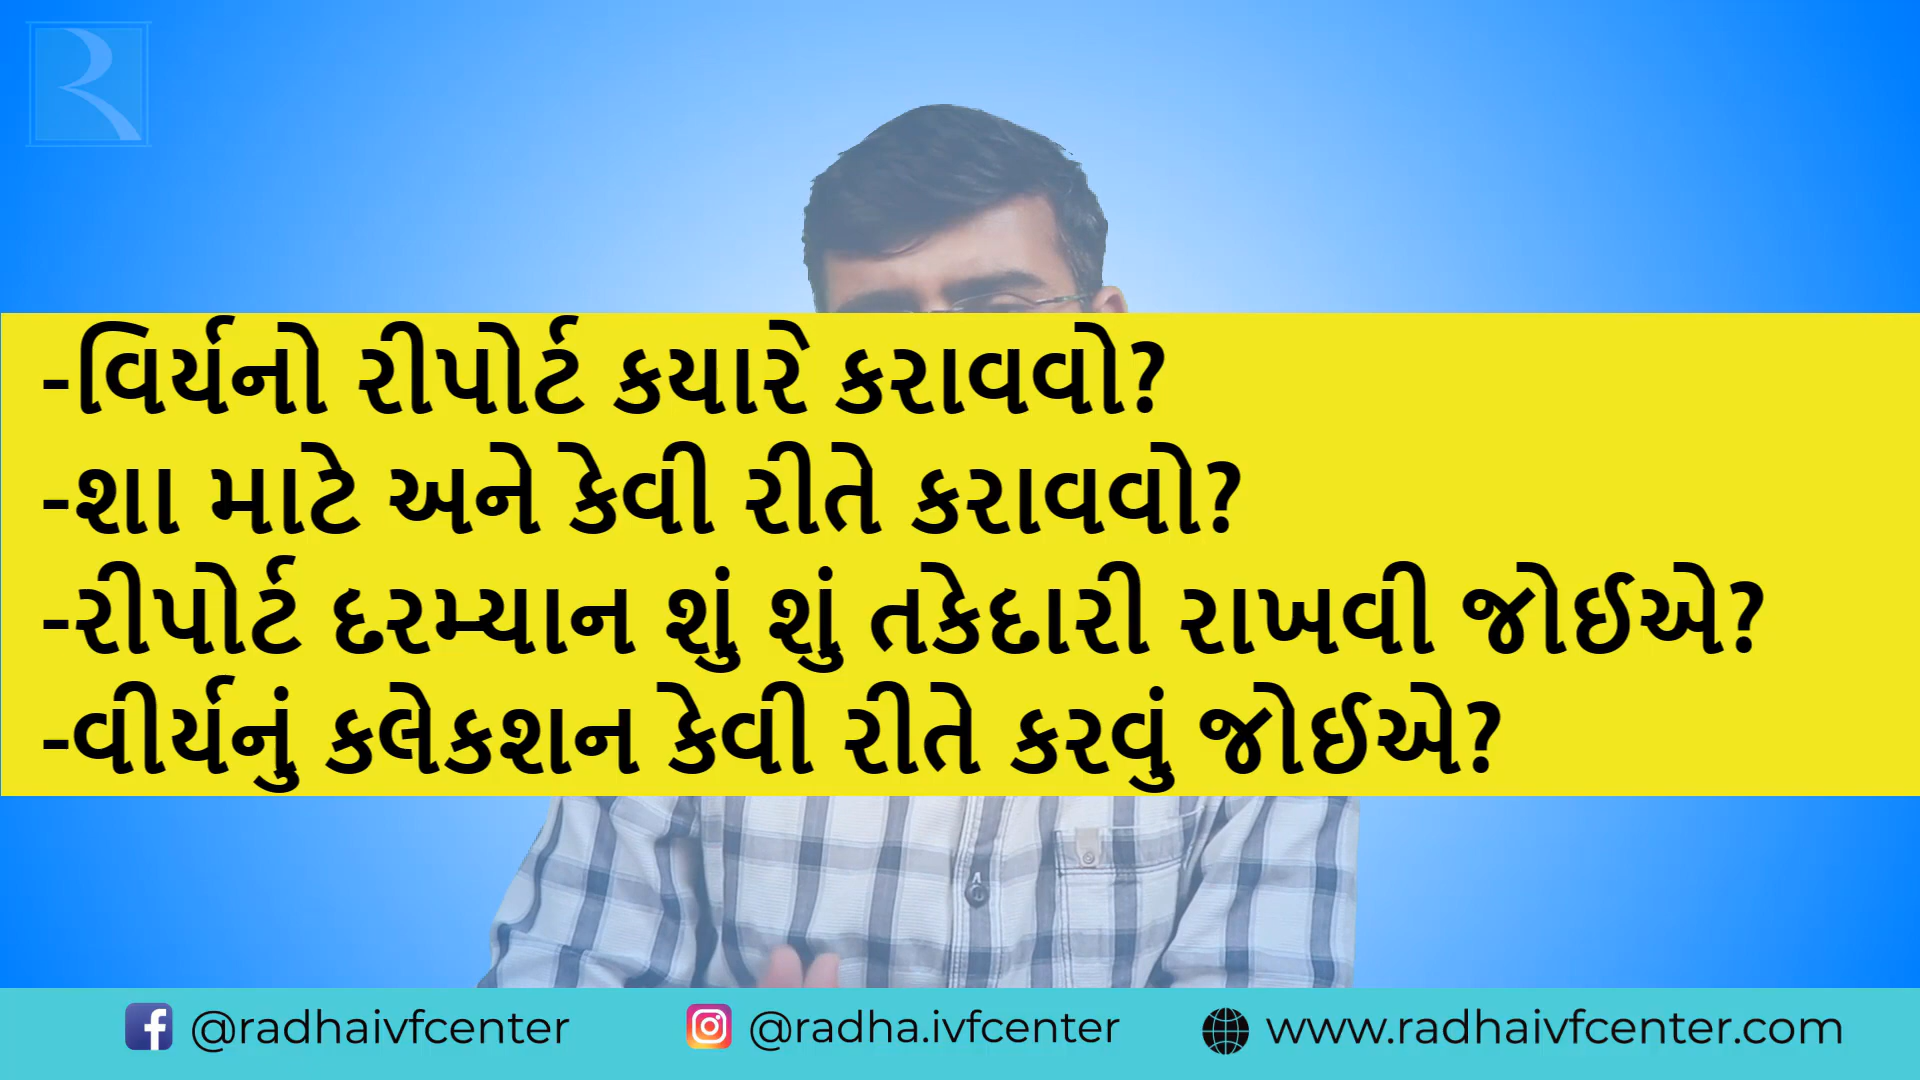 -વિર્યનો રીપોર્ટ કયારે કરાવવો?
-શા માટે અને કેવી રીતે કરાવવો?
-રીપોર્ટ દરમ્યાન શું શું તકેદારી રાખવી જોઈએ?
-વીર્યનું કલેકશન કેવી રીતે કરવું જોઈએ?
@radhaivfcenter @radha.ivfcenter www.radhaivfcenter.com